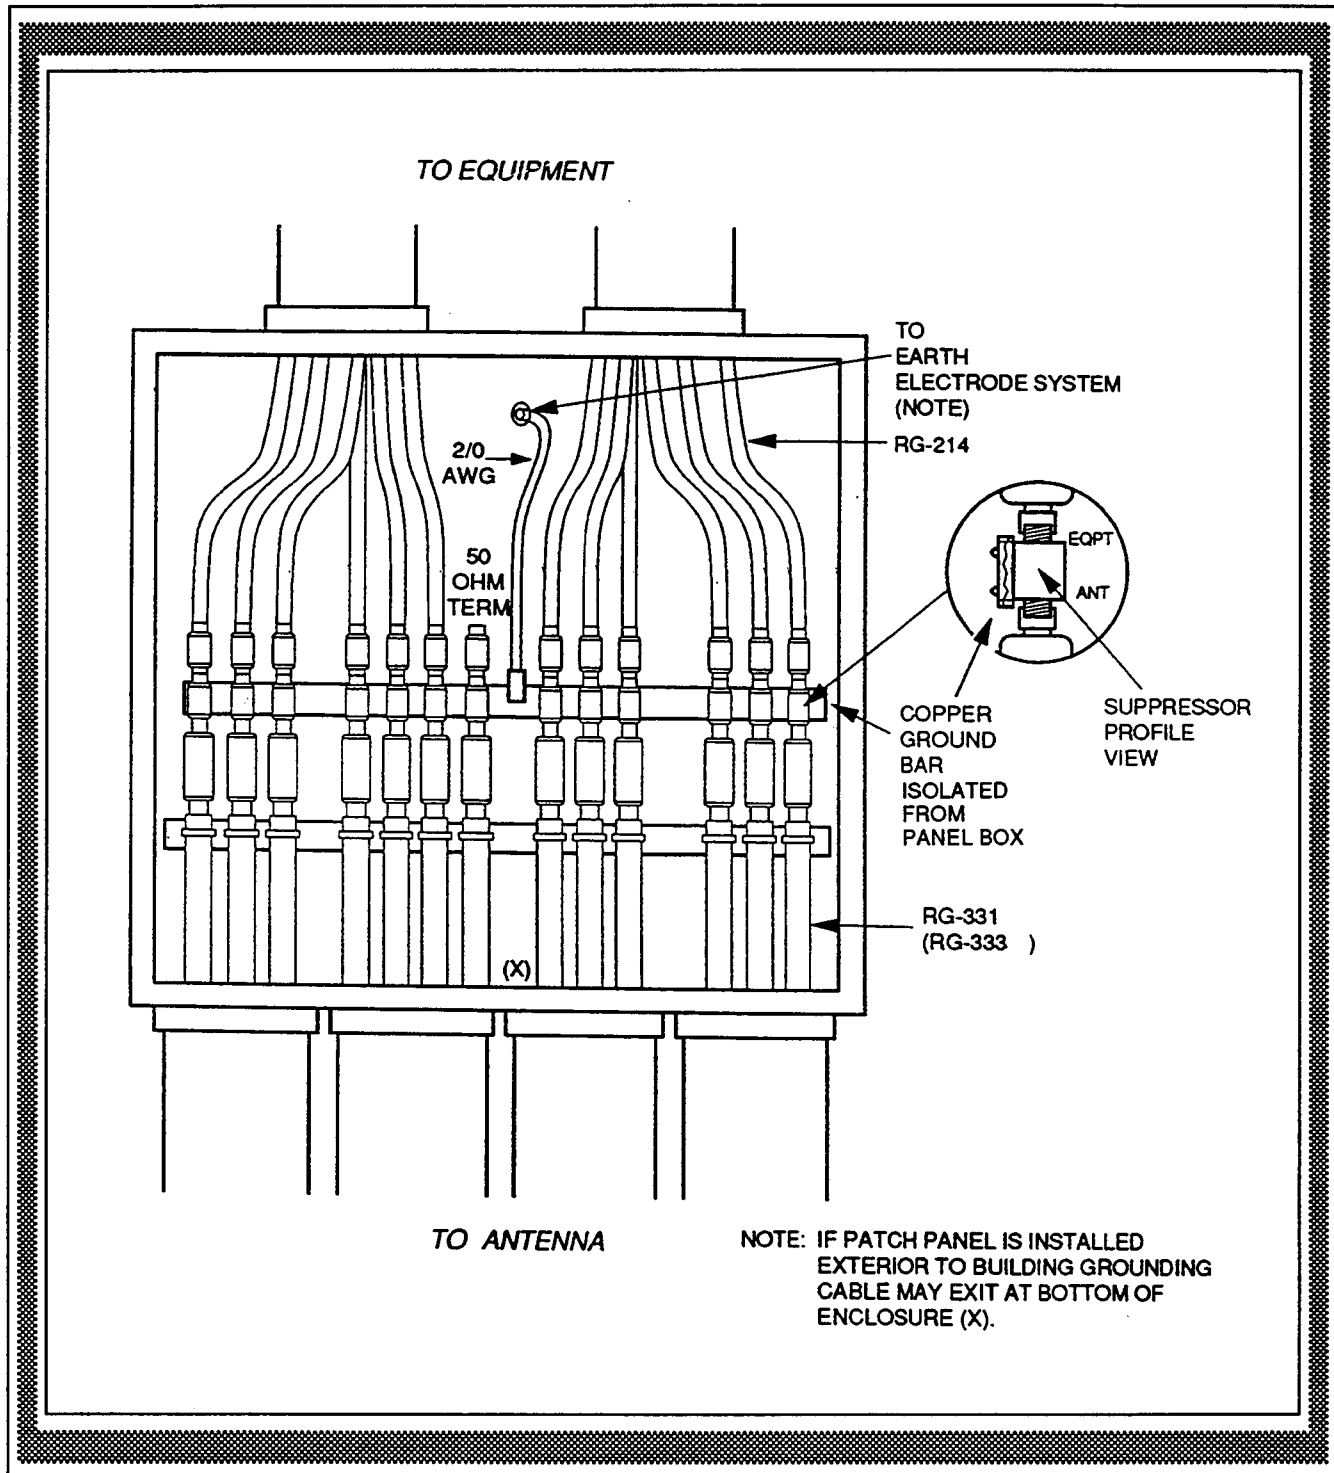 TO EQUIPMENT
TO
EARTH
ELECTRODE SYSTEM
(NOTE)
RG-214
2/0
AWG
50
OHM
TERM
EQPT
ANT
COPPER
GROUND
BAR
ISOLATED
FROM
PANEL BOX
SUPPRESSOR
PROFILE
VIEW
RG-331
(RG-333 )
(X)
TO ANTENNA
NOTE: IF PATCH PANEL IS INSTALLED
EXTERIOR TO BUILDING GROUNDING
CABLE MAY EXIT AT BOTTOM OF
ENCLOSURE (X).